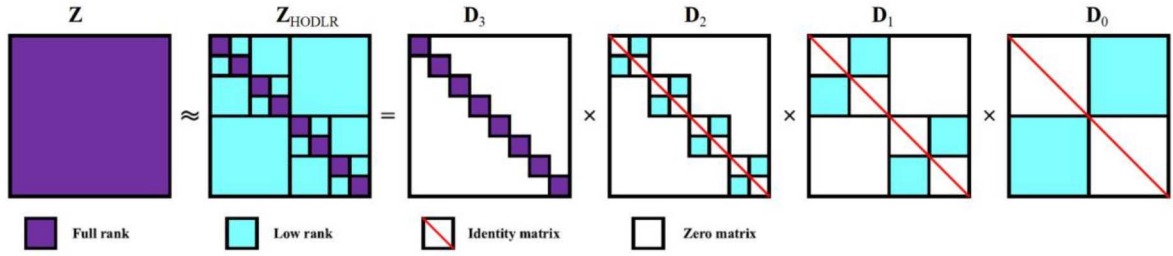 Z Z_HODLR D_3 D_2 D_1 D_0
≈ = × × ×
Full rank Low rank Identity matrix Zero matrix